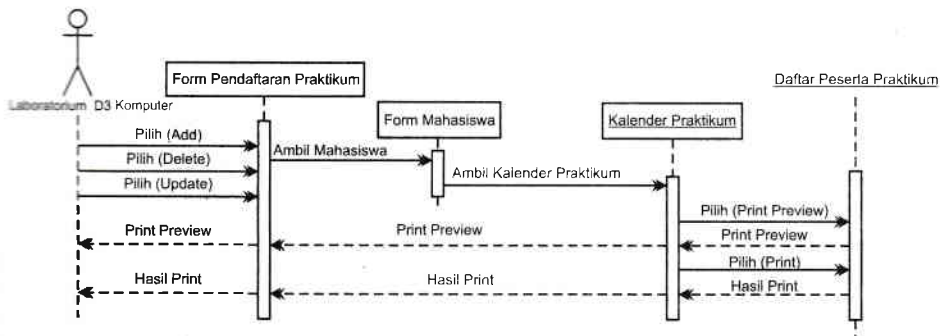 Form Pendaftaran Praktikum
Daftar Peserta Praktikum
Laboratorium D3 Komputer
Form Mahasiswa
Kalender Praktikum
Pilih (Add)
Ambil Mahasiswa
Pilih (Delete)
Ambil Kalender Praktikum
Pilih (Update)
Pilih (Print Preview)
Print Preview
Print Preview
Print Preview
Pilih (Print)
Hasil Print
Hasil Print
Hasil Print